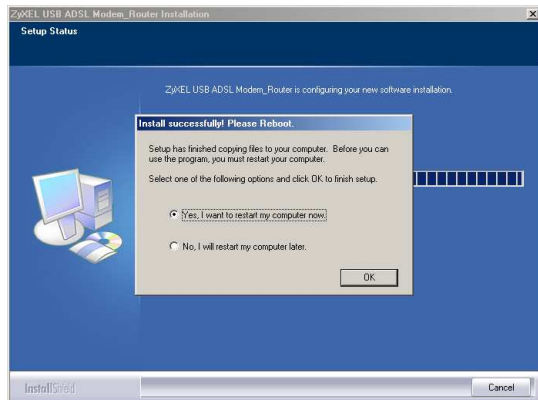 ZyXEL USB ADSL Modem_Router Installation
Setup Status
ZyXEL USB ADSL Modem_Router is configuring your new software installation.
Install successfully! Please Reboot.
Setup has finished copying files to your computer. Before you can
use the program, you must restart your computer.
Select one of the following options and click OK to finish setup.
Yes, I want to restart my computer now.
No, I will restart my computer later.
OK
InstallShield
Cancel